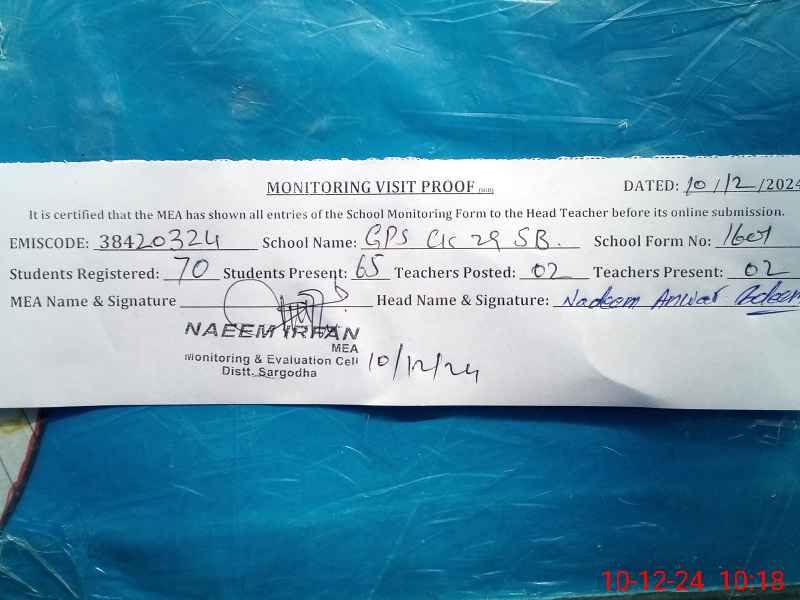 MONITORING VISIT PROOF
DATED: 10/12/2024
It is certified that the MEA has shown all entries of the School Monitoring Form to the Head Teacher before its online submission.
EMISCODE: 38420324 School Name: GPS Ck 29 SB. School Form No:
Students Registered: 70 Students Present: 65 Teachers Posted: 02 Teachers Present: 02
MEA Name & Signature Head Name & Signature: Nadeem Anwar
NAEEM IRFAN
MEA
Monitoring & Evaluation Cell
Distt. Sargodha
10/12/24
10-12-24 10:18